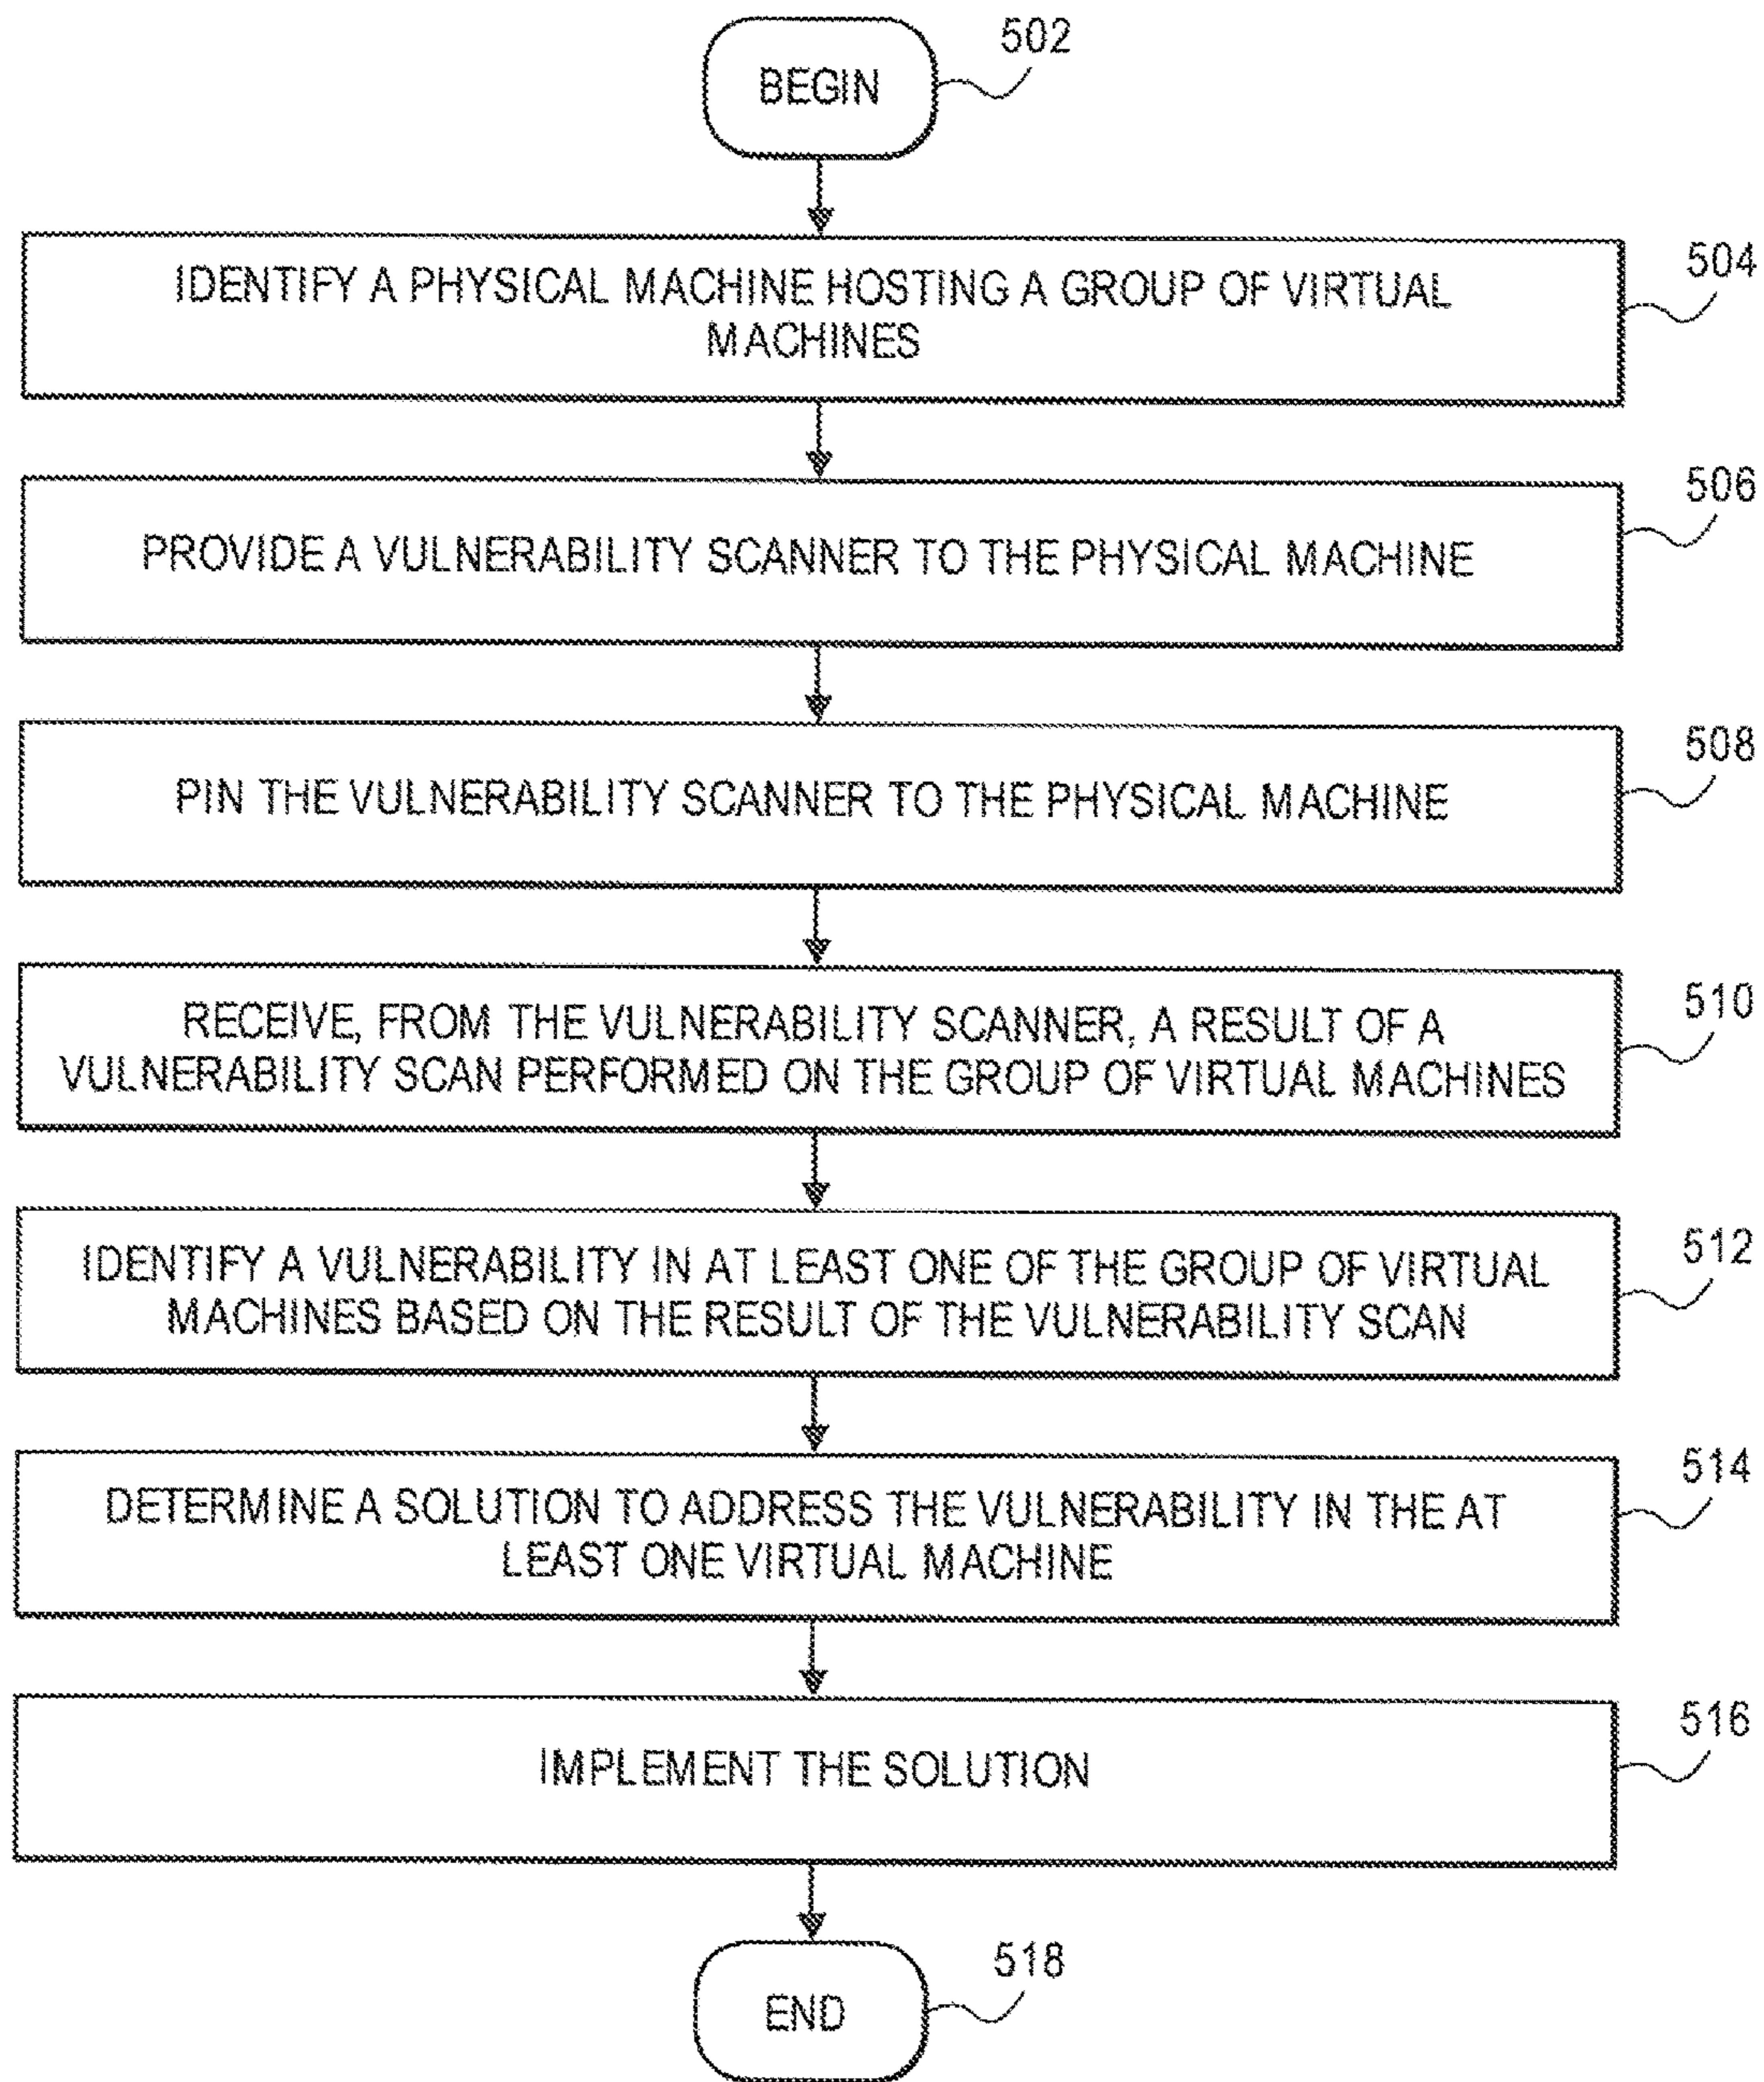 502
BEGIN
504
IDENTIFY A PHYSICAL MACHINE HOSTING A GROUP OF VIRTUAL
MACHINES
506
PROVIDE A VULNERABILITY SCANNER TO THE PHYSICAL MACHINE
508
PIN THE VULNERABILITY SCANNER TO THE PHYSICAL MACHINE
510
RECEIVE, FROM THE VULNERABILITY SCANNER, A RESULT OF A
VULNERABILITY SCAN PERFORMED ON THE GROUP OF VIRTUAL MACHINES
512
IDENTIFY A VULNERABILITY IN AT LEAST ONE OF THE GROUP OF VIRTUAL
MACHINES BASED ON THE RESULT OF THE VULNERABILITY SCAN
514
DETERMINE A SOLUTION TO ADDRESS THE VULNERABILITY IN THE AT
LEAST ONE VIRTUAL MACHINE
516
IMPLEMENT THE SOLUTION
518
END